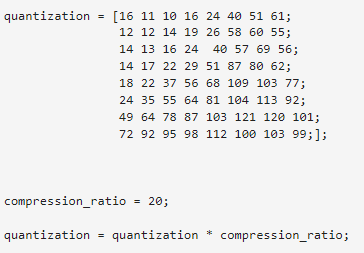 quantization = [16 11 10 16 24 40 51 61;
12 12 14 19 26 58 60 55;
14 13 16 24  40 57 69 56;
14 17 22 29 51 87 80 62;
18 22 37 56 68 109 103 77;
24 35 55 64 81 104 113 92;
49 64 78 87 103 121 120 101;
72 92 95 98 112 100 103 99;];
compression_ratio = 20;
quantization = quantization * compression_ratio;